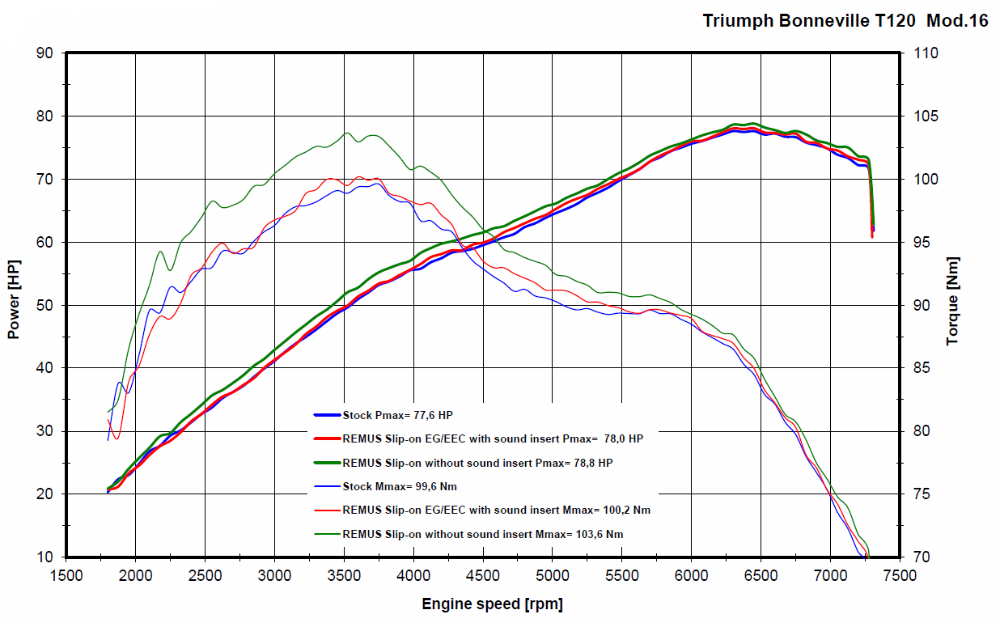 Triumph Bonneville T120 Mod.16
90
80
70
60
50
40
30
20
10
Power [HP]
110
105
100
95
90
85
80
75
70
Torque [Nm]
Stock Pmax= 77,6 HP
REMUS Slip-on EG/EEC with sound insert Pmax= 78,0 HP
REMUS Slip-on without sound insert Pmax= 78,8 HP
Stock Mmax= 99,6 Nm
REMUS Slip-on EG/EEC with sound insert Mmax= 100,2 Nm
REMUS Slip-on without sound insert Mmax= 103,6 Nm
1500 2000 2500 3000 3500 4000 4500 5000 5500 6000 6500 7000 7500
Engine speed [rpm]